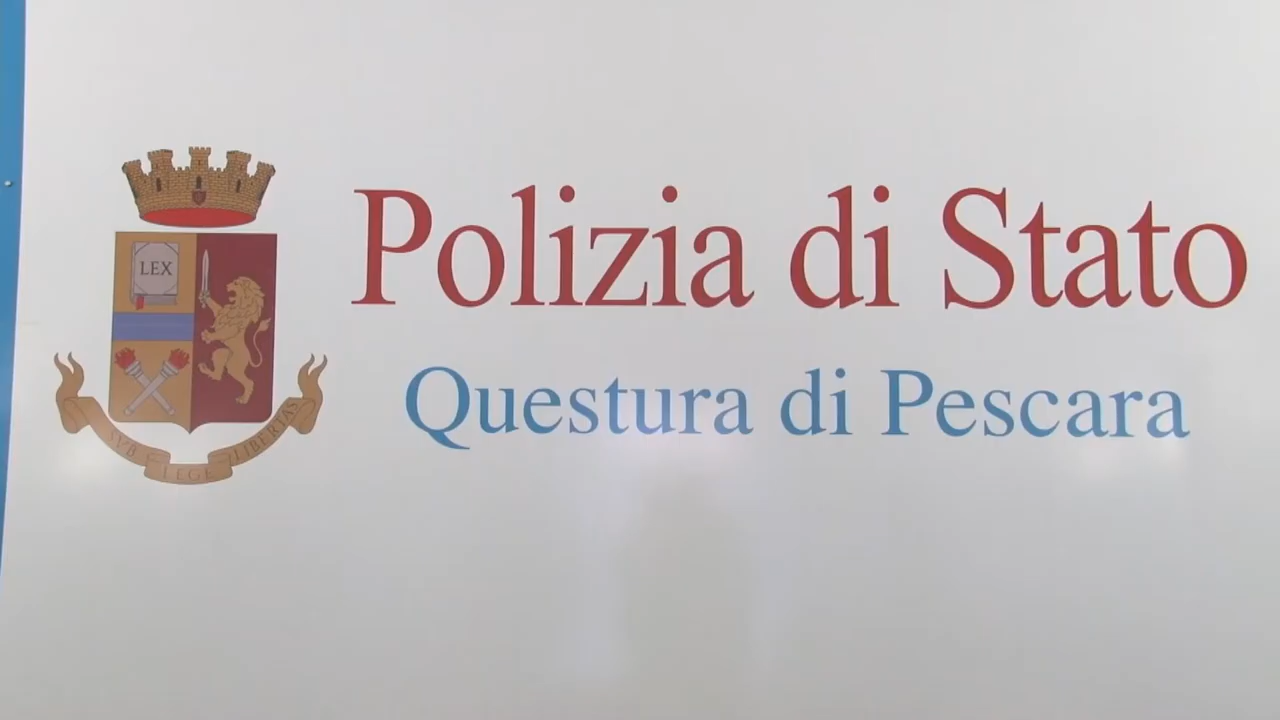 Polizia di Stato
Questura di Pescara
LEX
SVB LEGE LIBERTAS